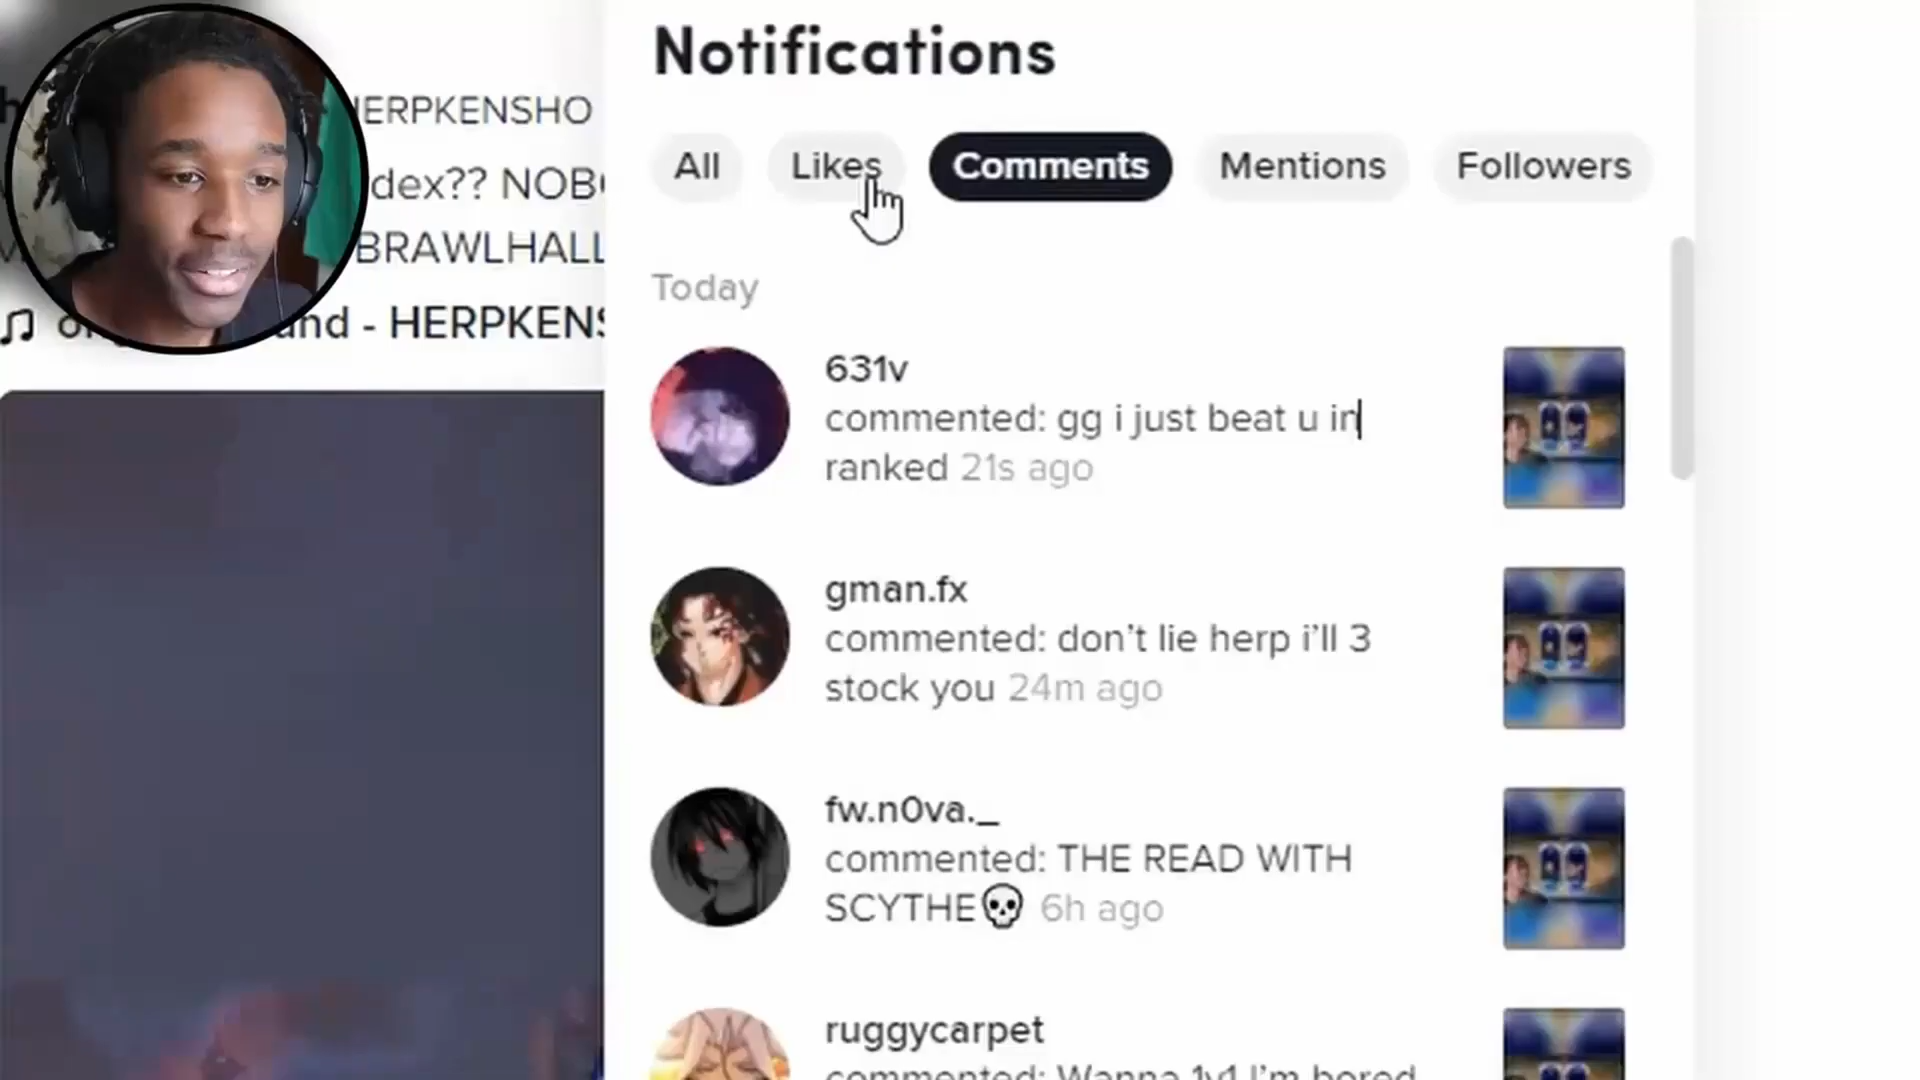 Notifications
HERPKENSHO
All Likes Comments Mentions Followers
dex?? NOB
BRAWLHALL
Today
- HERPKENS
631v
commented: gg i just beat u in
ranked 21s ago
gman.fx
commented: don't lie herp i'll 3
stock you 24m ago
fw.n0va._
commented: THE READ WITH
SCYTHE💀 6h ago
ruggycarpet
commented: Wanna 1v1 I'm bored